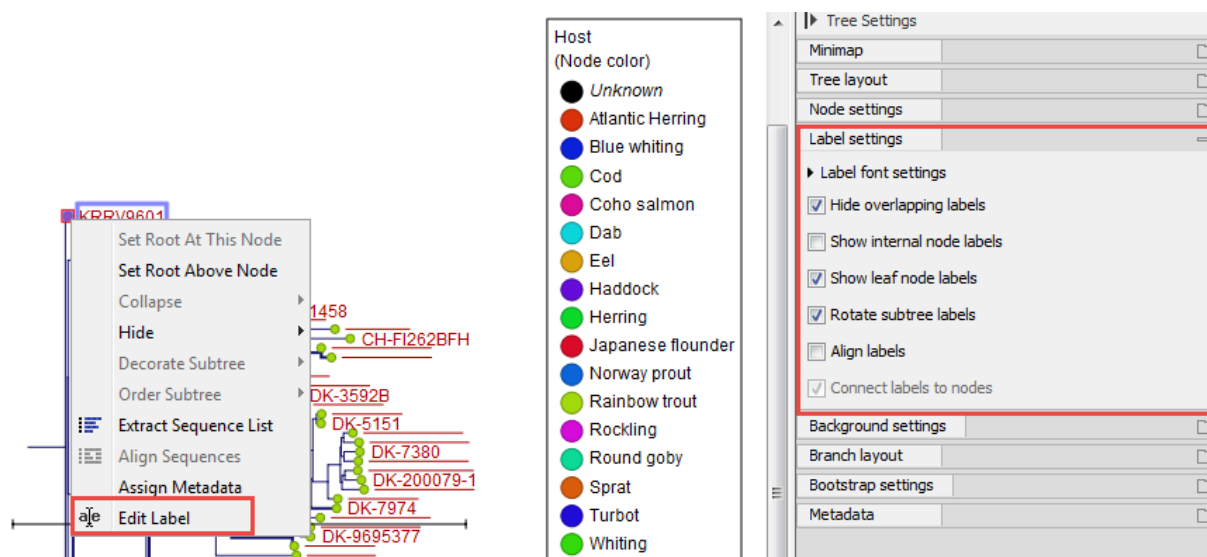 KRRV9601
Set Root At This Node
Set Root Above Node
Collapse
Hide
Decorate Subtree
Order Subtree
Extract Sequence List
Align Sequences
Assign Metadata
Edit Label
1458
CH-FI262BFH
DK-3592B
DK-5151
DK-7380
DK-200079-1
DK-7974
DK-9695377
Host
(Node color)
Unknown
Atlantic Herring
Blue whiting
Cod
Coho salmon
Dab
Eel
Haddock
Herring
Japanese flounder
Norway prout
Rainbow trout
Rockling
Round goby
Sprat
Turbot
Whiting
Tree Settings
Minimap
Tree layout
Node settings
Label settings
Label font settings
Hide overlapping labels
Show internal node labels
Show leaf node labels
Rotate subtree labels
Align labels
Connect labels to nodes
Background settings
Branch layout
Bootstrap settings
Metadata